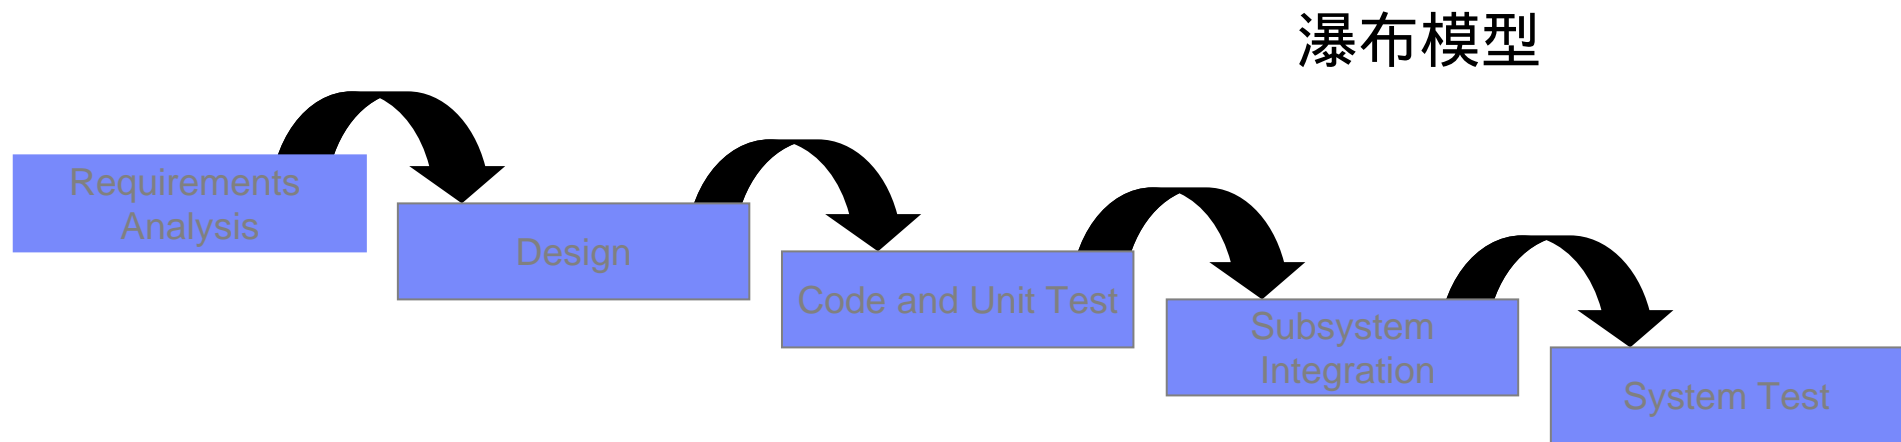 瀑布模型
Requirements
Analysis
Design
Code and Unit Test
Subsystem
Integration
System Test